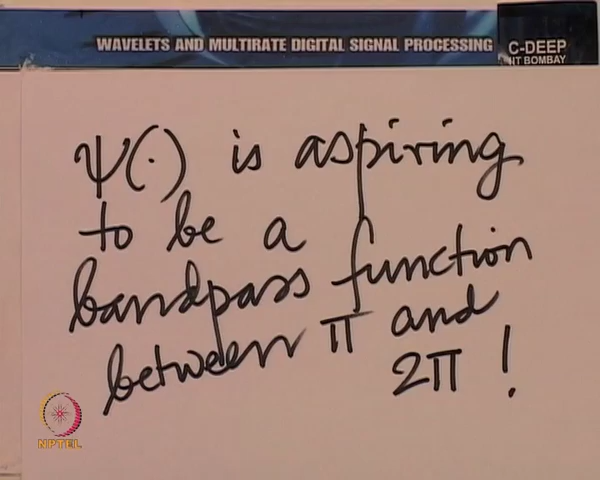 WAVELETS AND MULTIRATE DIGITAL SIGNAL PROCESSING
C-DEEP
IIT BOMBAY
Ψ(·) is aspiring
to be a
bandpass function
between π and
2π !
NPTEL